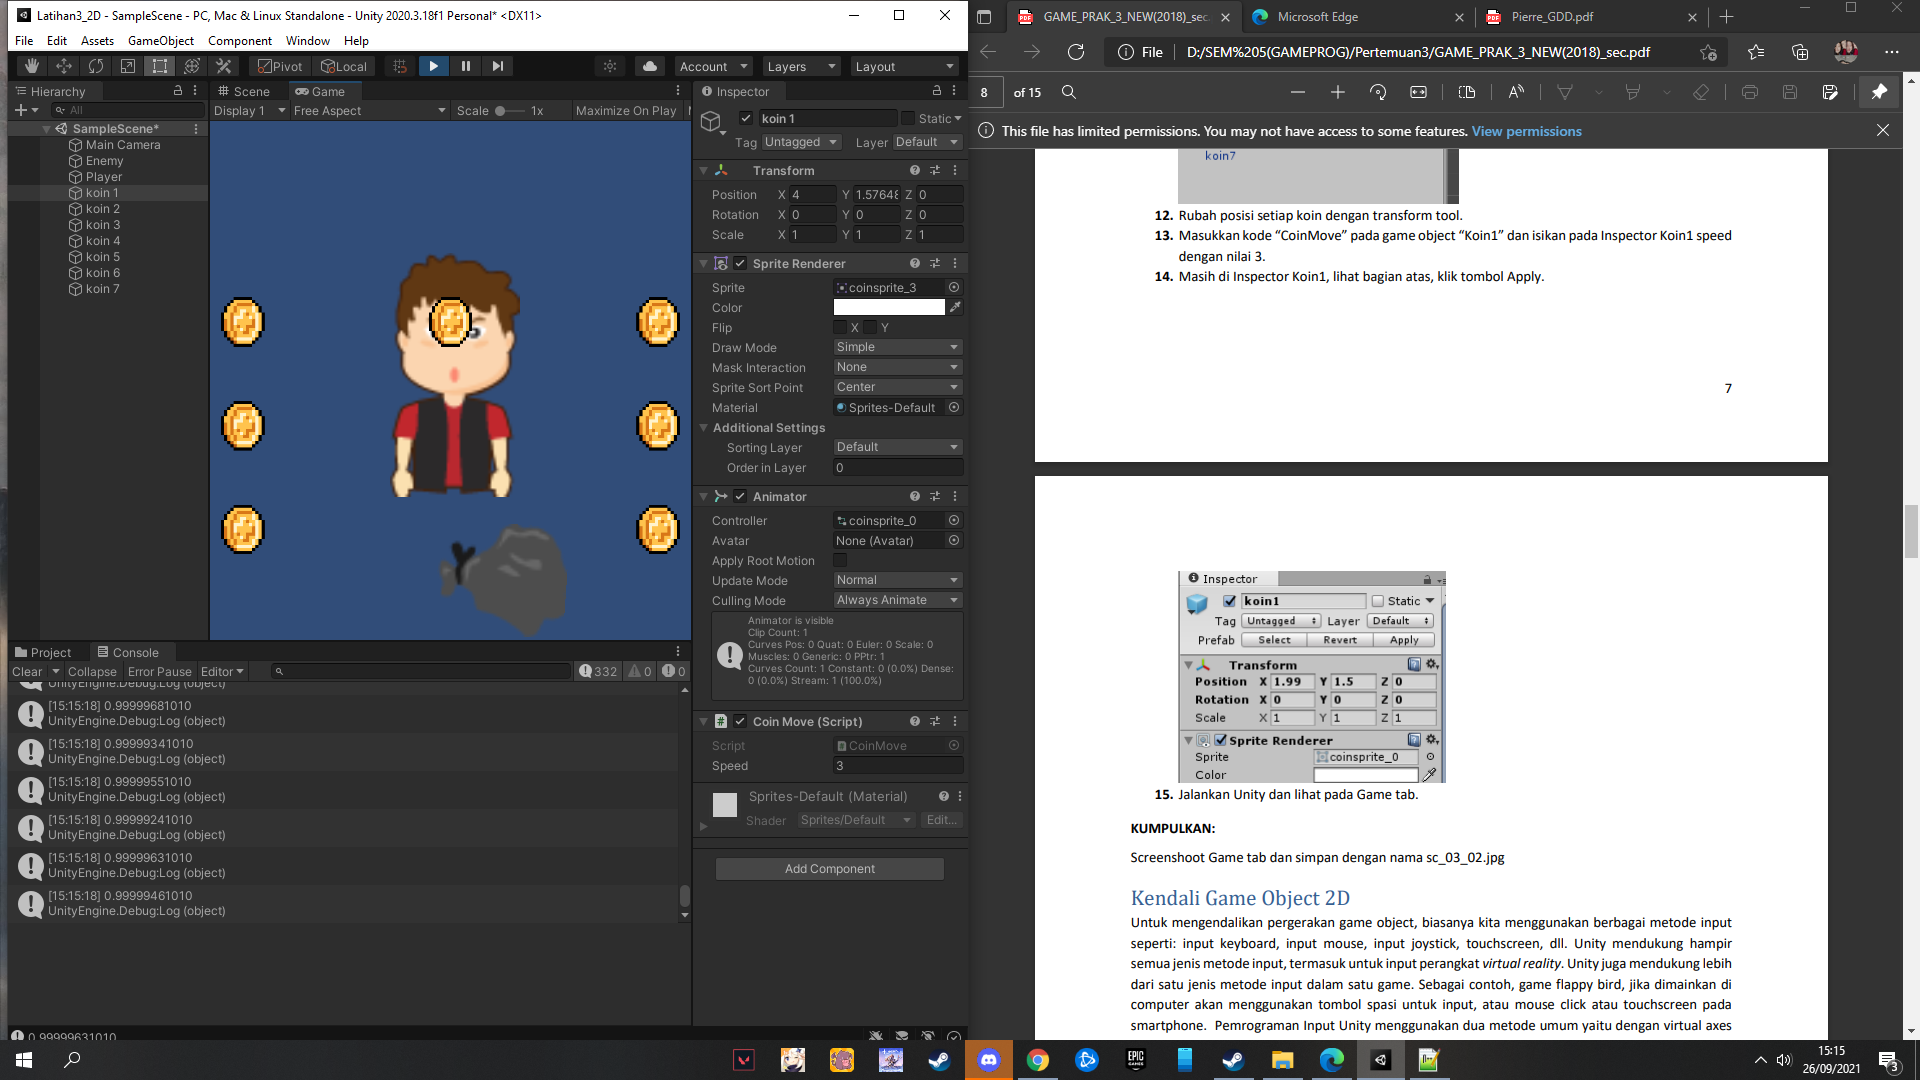 Latihan3_2D - SampleScene - PC, Mac & Linux Standalone - Unity 2020.3.18f1 Personal* <DX11>
File Edit Assets GameObject Component Window Help
Pivot Local Account Layers Layout
Hierarchy
All
SampleScene*
Main Camera
Enemy
Player
koin 1
koin 2
koin 3
koin 4
koin 5
koin 6
koin 7
Scene Game
Display 1 Free Aspect Scale 1x Maximize On Play
Inspector
koin 1 Static
Tag Untagged Layer Default
Transform
Position X 4 Y 1.57648 Z 0
Rotation X 0 Y 0 Z 0
Scale X 1 Y 1 Z 1
Sprite Renderer
Sprite coinsprite_3
Color
Flip X Y
Draw Mode Simple
Mask Interaction None
Sprite Sort Point Center
Material Sprites-Default
Additional Settings
Sorting Layer Default
Order in Layer 0
Animator
Controller coinsprite_0
Avatar None (Avatar)
Apply Root Motion
Update Mode Normal
Culling Mode Always Animate
Animator is visible
Clip Count: 1
Curves Pos: 0 Quat: 0 Euler: 0 Scale: 0
Muscles: 0 Generic: 0 PPtr: 1
Curves Count: 1 Constant: 0 (0.0%) Dense:
0 (0.0%) Stream: 1 (100.0%)
Coin Move (Script)
Script CoinMove
Speed 3
Sprites-Default (Material)
Shader Sprites/Default Edit...
Add Component
Project Console
Clear Collapse Error Pause Editor 332 0 0
UnityEngine.Debug:Log (object)
[15:15:18] 0.99999681010
UnityEngine.Debug:Log (object)
[15:15:18] 0.99999341010
UnityEngine.Debug:Log (object)
[15:15:18] 0.99999551010
UnityEngine.Debug:Log (object)
[15:15:18] 0.99999241010
UnityEngine.Debug:Log (object)
[15:15:18] 0.99999631010
UnityEngine.Debug:Log (object)
[15:15:18] 0.99999461010
UnityEngine.Debug:Log (object)
0.99999631010
GAME_PRAK_3_NEW(2018)_sec. Microsoft Edge Pierre_GDD.pdf
File D:/SEM%205(GAMEPROG)/Pertemuan3/GAME_PRAK_3_NEW(2018)_sec.pdf
8 of 15
This file has limited permissions. You may not have access to some features. View permissions
koin7
12. Rubah posisi setiap koin dengan transform tool.
13. Masukkan kode “CoinMove” pada game object “Koin1” dan isikan pada Inspector Koin1 speed
dengan nilai 3.
14. Masih di Inspector Koin1, lihat bagian atas, klik tombol Apply.
7
Inspector
koin1 Static
Tag Untagged Layer Default
Prefab Select Revert Apply
Transform
Position X 1.99 Y 1.5 Z 0
Rotation X 0 Y 0 Z 0
Scale X 1 Y 1 Z 1
Sprite Renderer
Sprite coinsprite_0
Color
15. Jalankan Unity dan lihat pada Game tab.
KUMPULKAN:
Screenshoot Game tab dan simpan dengan nama sc_03_02.jpg
Kendali Game Object 2D
Untuk mengendalikan pergerakan game object, biasanya kita menggunakan berbagai metode input
seperti: input keyboard, input mouse, input joystick, touchscreen, dll. Unity mendukung hampir
semua jenis metode input, termasuk untuk input perangkat virtual reality. Unity juga mendukung lebih
dari satu jenis metode input dalam satu game. Sebagai contoh, game flappy bird, jika dimainkan di
computer akan menggunakan tombol spasi untuk input, atau mouse click atau touchscreen pada
smartphone. Pemrograman Input Unity menggunakan dua metode umum yaitu dengan virtual axes
EPIC GAMES
15:15
26/09/2021
3